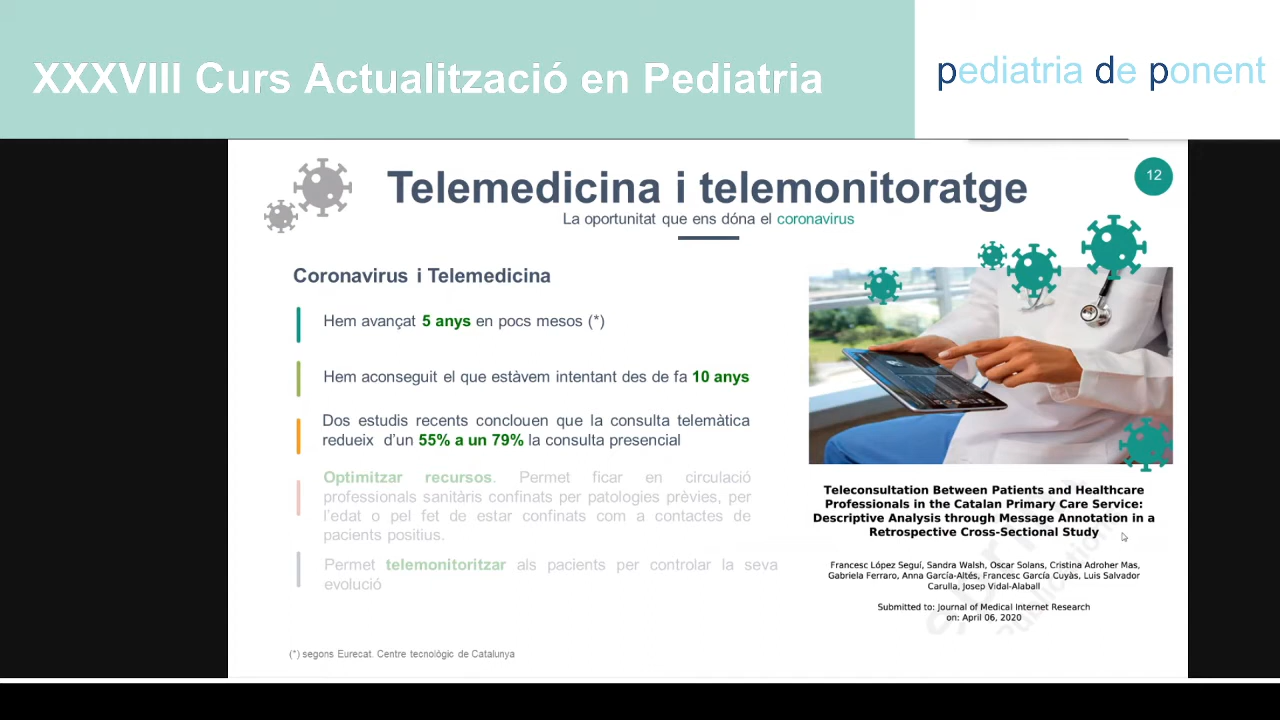 XXXVIII Curs Actualització en Pediatria
pediatria de ponent
Telemedicina i telemonitoratge
12
La oportunitat que ens dóna el coronavirus
Coronavirus i Telemedicina
Hem avançat 5 anys en pocs mesos (*)
Hem aconseguit el que estàvem intentant des de fa 10 anys
Dos estudis recents conclouen que la consulta telemàtica
redueix d'un 55% a un 79% la consulta presencial
Optimitzar recursos. Permet ficar en circulació
professionals sanitàris confinats per patologies prèvies, per
l'edat o pel fet de estar confinats com a contactes de
pacients positius.
Permet telemonitoritzar als pacients per controlar la seva
evolució
(*) segons Eurecat. Centre tecnológic de Catalunya
Teleconsultation Between Patients and Healthcare
Professionals in the Catalan Primary Care Service:
Descriptive Analysis through Message Annotation in a
Retrospective Cross-Sectional Study
Francesc López Seguí, Sandra Walsh, Oscar Solans, Cristina Adroher Mas,
Gabriela Ferraro, Anna García-Altés, Francesc García Cuyàs, Luis Salvador
Carulla, Josep Vidal-Alaball
Submitted to: Journal of Medical Internet Research
on: April 06, 2020